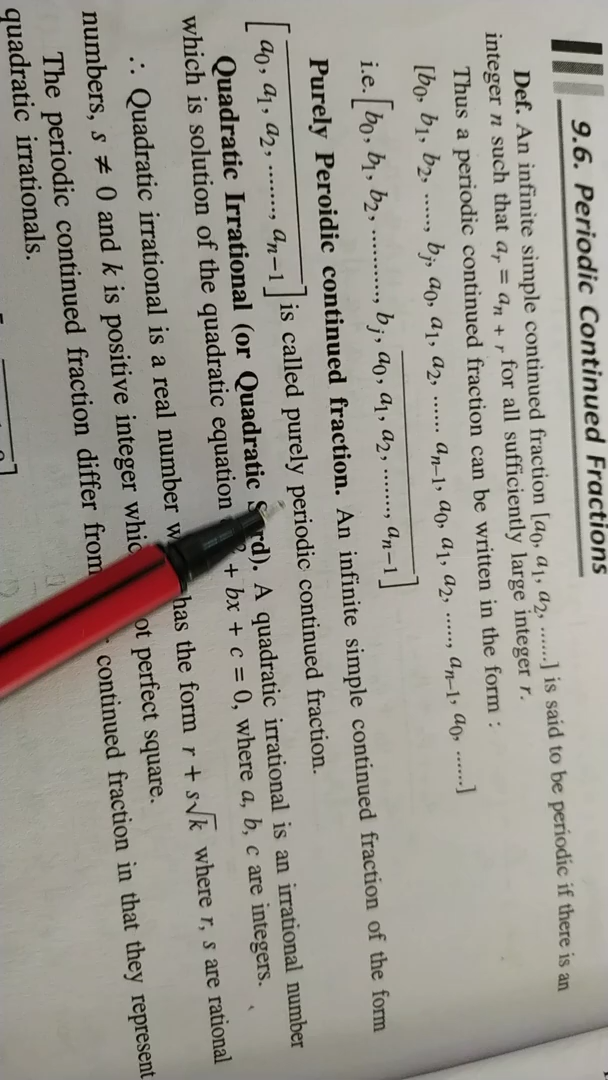 9.6. Periodic Continued Fractions
Def. An infinite simple continued fraction [a₀, a₁, a₂, ......] is said to be periodic if there is an
integer n such that aᵣ = aₙ₊ᵣ for all sufficiently large integer r.
Thus a periodic continued fraction can be written in the form :
[b₀, b₁, b₂, ......, bⱼ, a₀, a₁, a₂, ...... aₙ₋₁, a₀, a₁, a₂, ......, aₙ₋₁, a₀, ......]
i.e. [b₀, b₁, b₂, .........., bⱼ, a₀, a₁, a₂, ......., aₙ₋₁]
Purely Peroidic continued fraction. An infinite simple continued fraction of the form
[a₀, a₁, a₂, ........, aₙ₋₁] is called purely periodic continued fraction.
Quadratic Irrational (or Quadratic rd). A quadratic irrational is an irrational number
which is solution of the quadratic equation + bx + c = 0, where a, b, c are integers.
∴ Quadratic irrational is a real number has the form r + s√k where r, s are rational
numbers, s ≠ 0 and k is positive integer ot perfect square.
The periodic continued fraction differ from continued fraction in that they represent
quadratic irrationals.